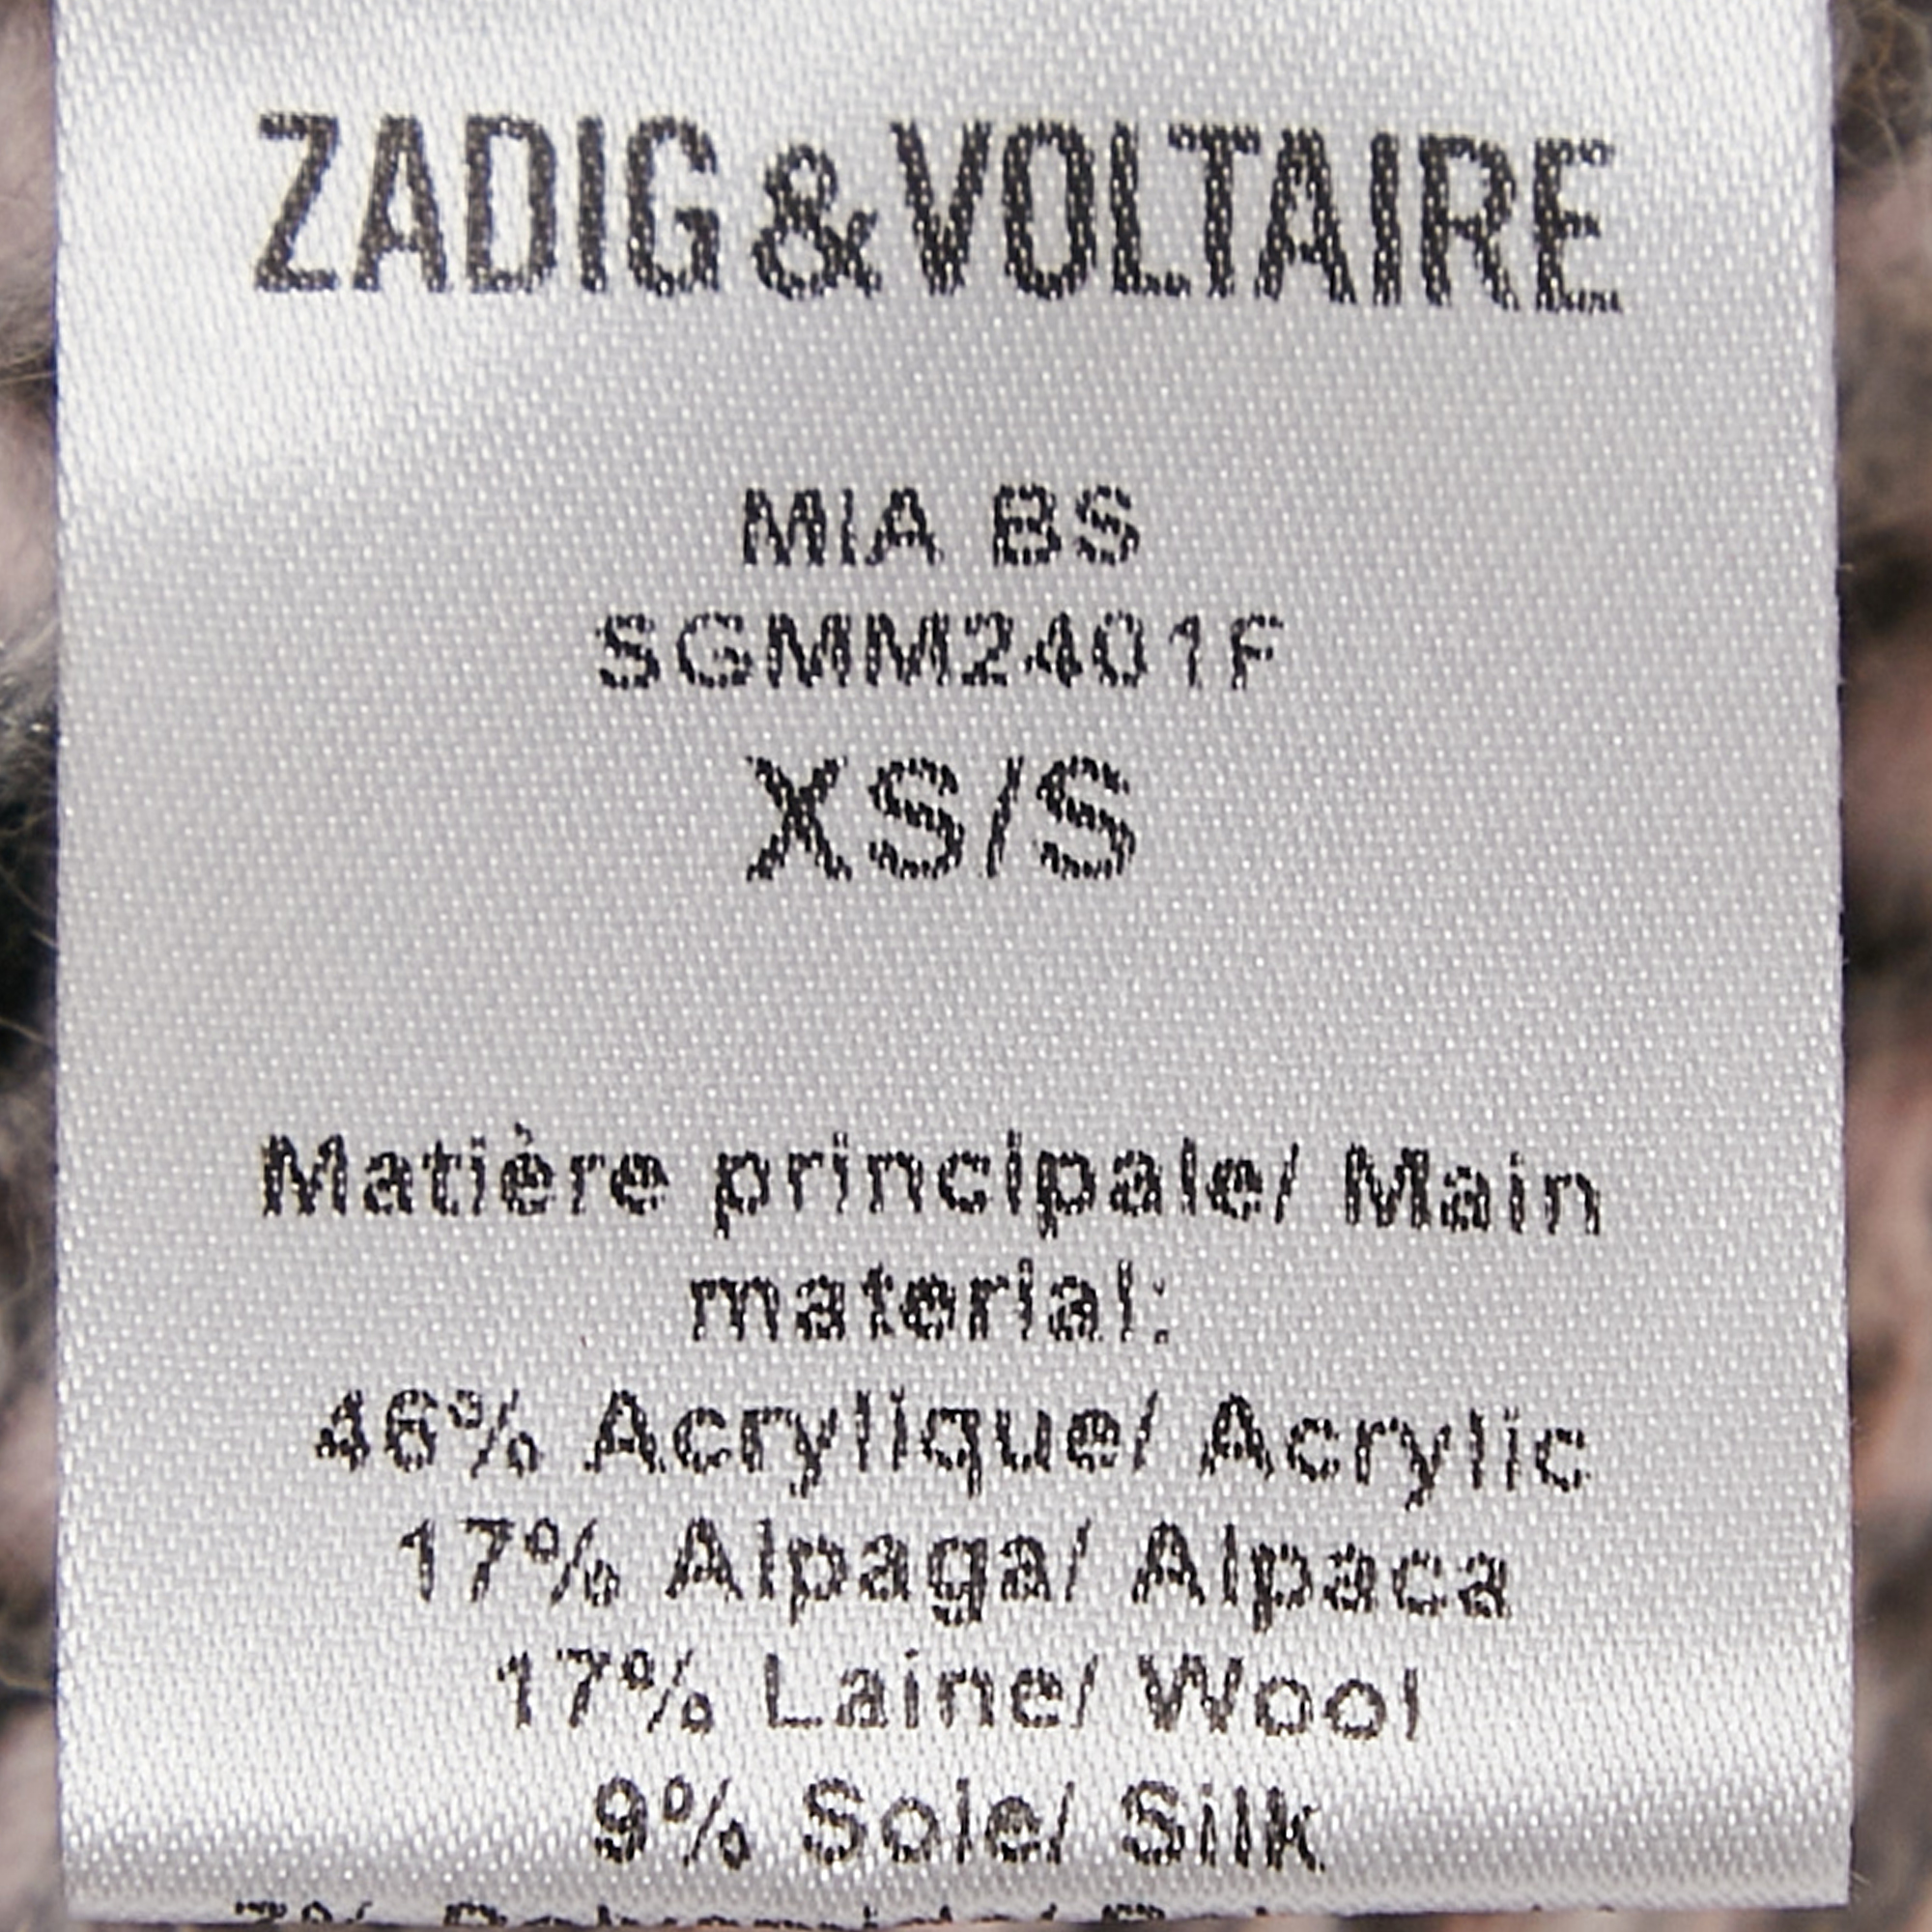 ZADIG & VOLTAIRE
MIA BS
SGMM2401F
XS/S
Matière principale/ Main
material:
46% Acrylique/ Acrylic
17% Alpaga/ Alpaca
17% Laine/ Wool
9% Soie/ Silk